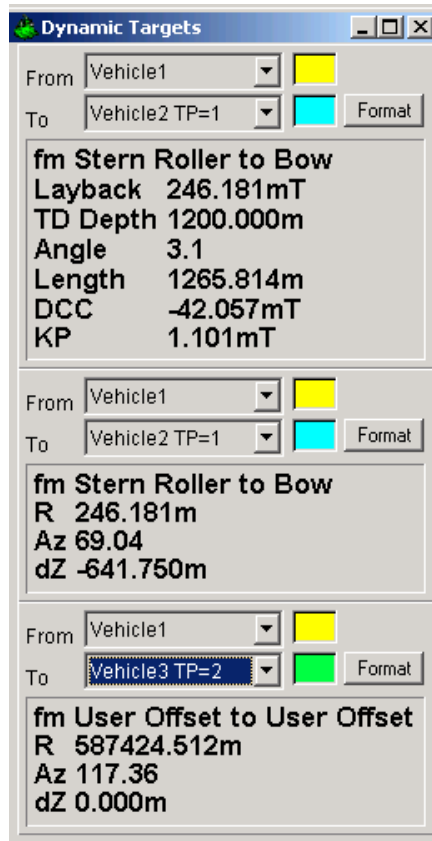 Dynamic Targets
From Vehicle1
To Vehicle2 TP=1 Format
fm Stern Roller to Bow
Layback 246.181mT
TD Depth 1200.000m
Angle 3.1
Length 1265.814m
DCC -42.057mT
KP 1.101mT
From Vehicle1
To Vehicle2 TP=1 Format
fm Stern Roller to Bow
R 246.181m
Az 69.04
dZ -641.750m
From Vehicle1
To Vehicle3 TP=2 Format
fm User Offset to User Offset
R 587424.512m
Az 117.36
dZ 0.000m